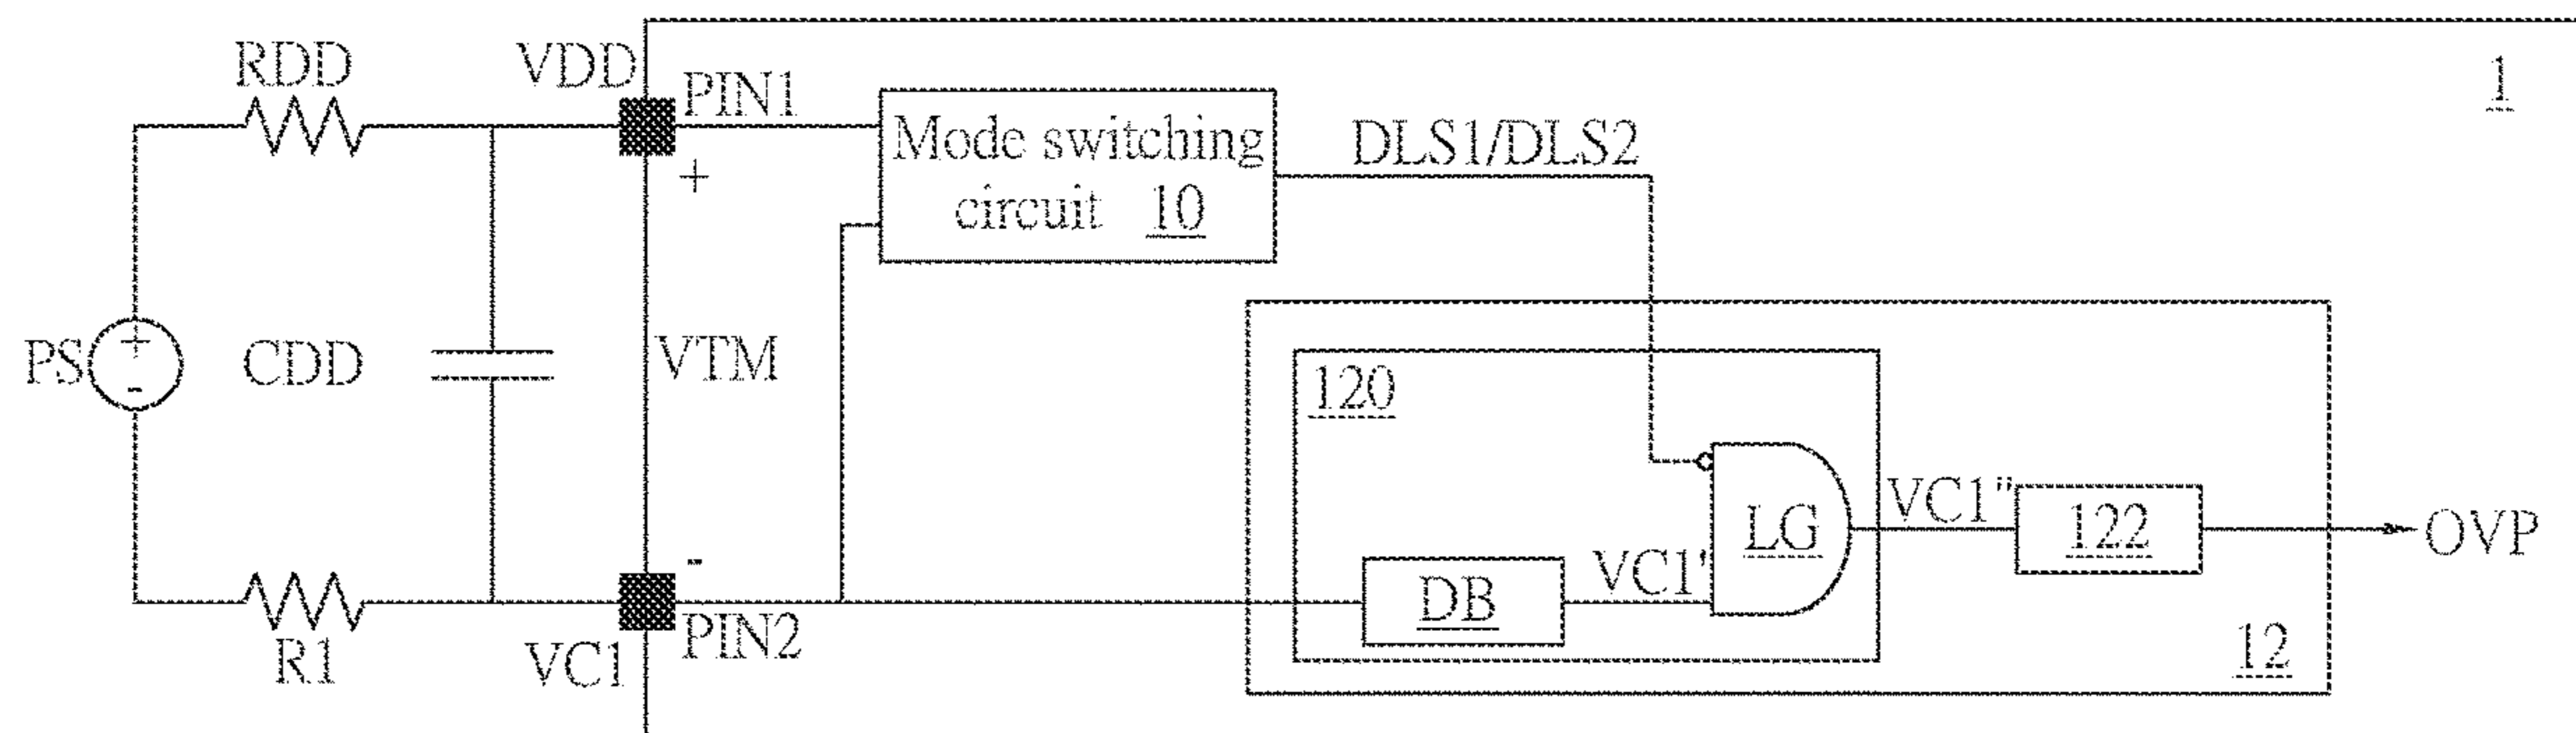 RDD
VDD
PIN1
+
Mode switching
circuit 10
DLS1/DLS2
1
PS
+
-
CDD
VTM
120
LG
VC1"
122
OVP
-
DB
VC1'
R1
VC1
PIN2
12